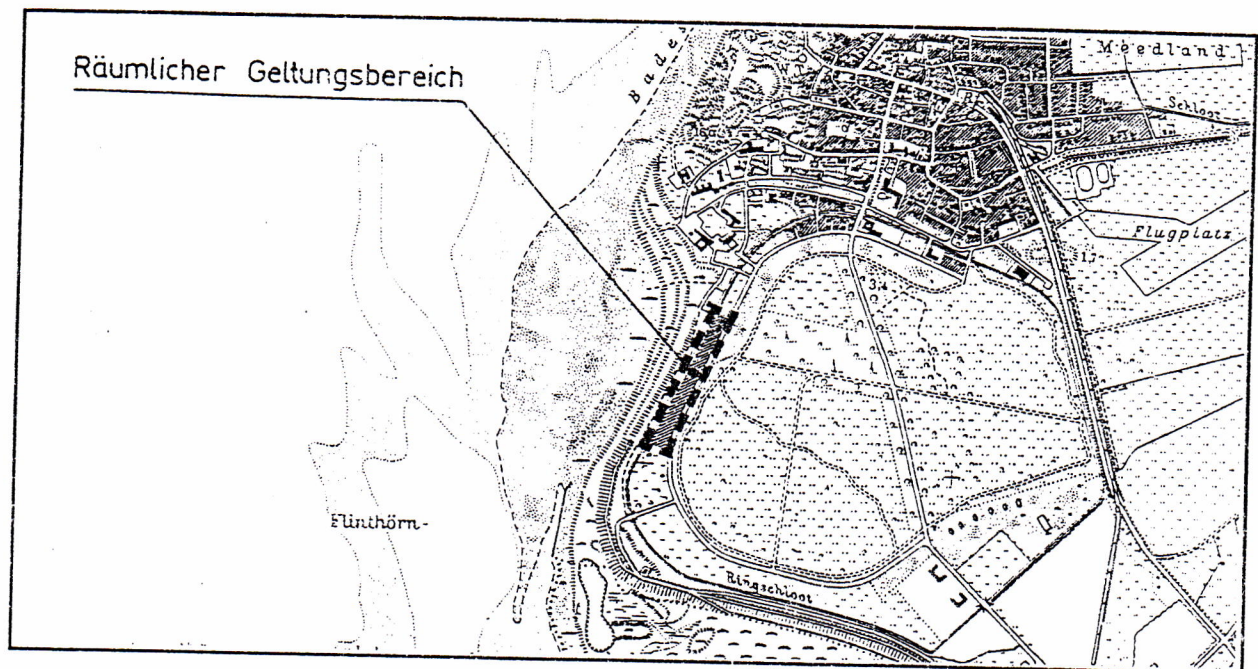 Räumlicher Geltungsbereich
Bade
- Meedland -
Schloot
Flugplatz
Flinthörn-
Ringschloot